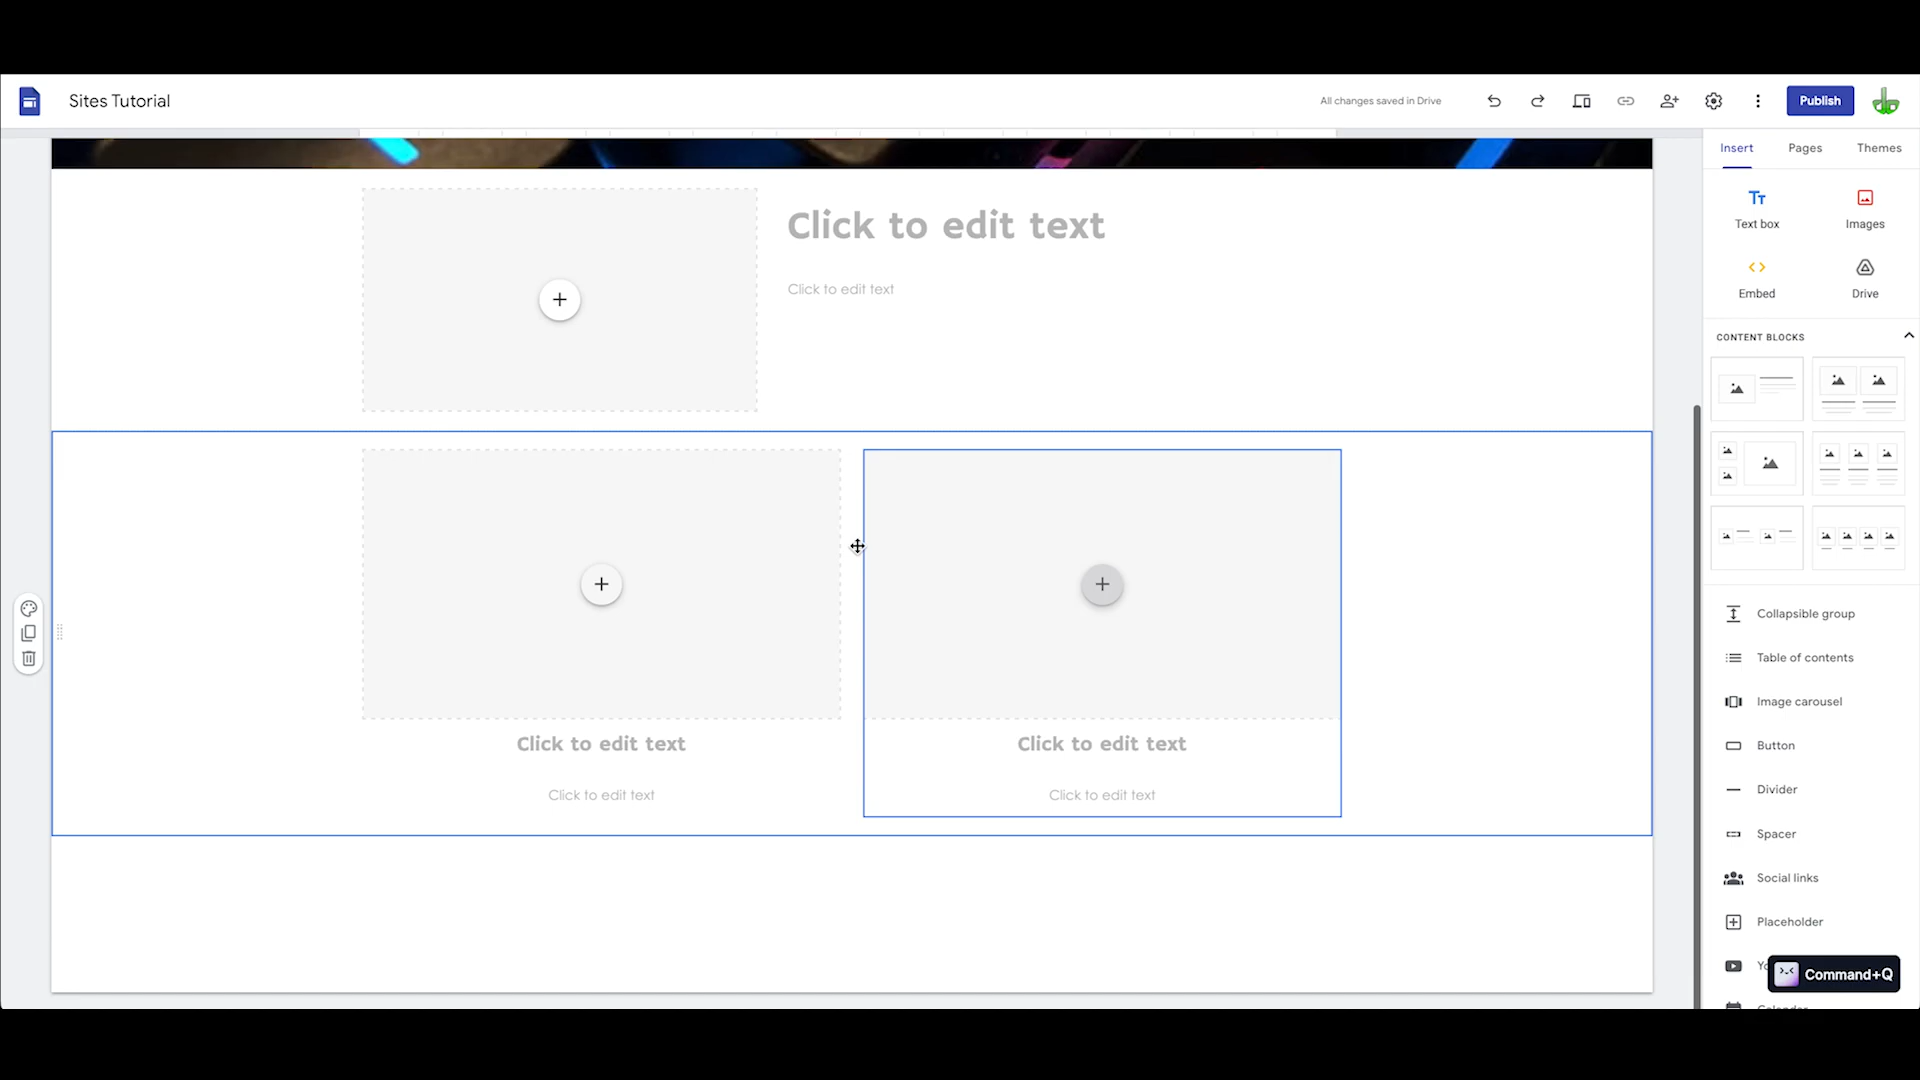 Sites Tutorial
All changes saved in Drive
Publish
Insert
Pages
Themes
Text box
Images
Embed
Drive
CONTENT BLOCKS
Click to edit text
Click to edit text
Click to edit text
Click to edit text
Click to edit text
Click to edit text
Collapsible group
Table of contents
Image carousel
Button
Divider
Spacer
Social links
Placeholder
Command+Q